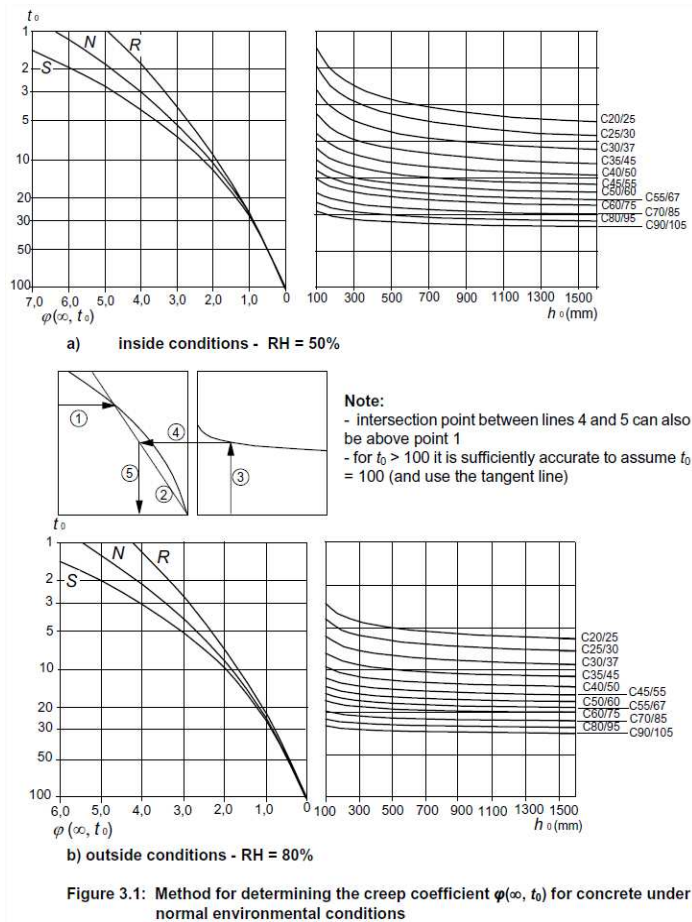 t 0
1
2
3
5
10
20
30
50
100
S
N
R
7,0 6,0 5,0 4,0 3,0 2,0 1,0 0
φ(∞, t 0)
C20/25
C25/30
C30/37
C35/45
C40/50
C45/55
C50/60
C55/67
C60/75
C70/85
C80/95
C90/105
100 300 500 700 900 1100 1300 1500
h 0 (mm)
a) inside conditions - RH = 50%
1
4
5
2
3
Note:
- intersection point between lines 4 and 5 can also
be above point 1
- for t0 > 100 it is sufficiently accurate to assume t0
= 100 (and use the tangent line)
t 0
1
2
3
5
10
20
30
50
100
S
N
R
6,0 5,0 4,0 3,0 2,0 1,0 0
φ (∞, t 0)
C20/25
C25/30
C30/37
C35/45
C40/50
C45/55
C50/60
C55/67
C60/75
C70/85
C80/95
C90/105
100 300 500 700 900 1100 1300 1500
h 0 (mm)
b) outside conditions - RH = 80%
Figure 3.1: Method for determining the creep coefficient φ(∞, t0) for concrete under
normal environmental conditions